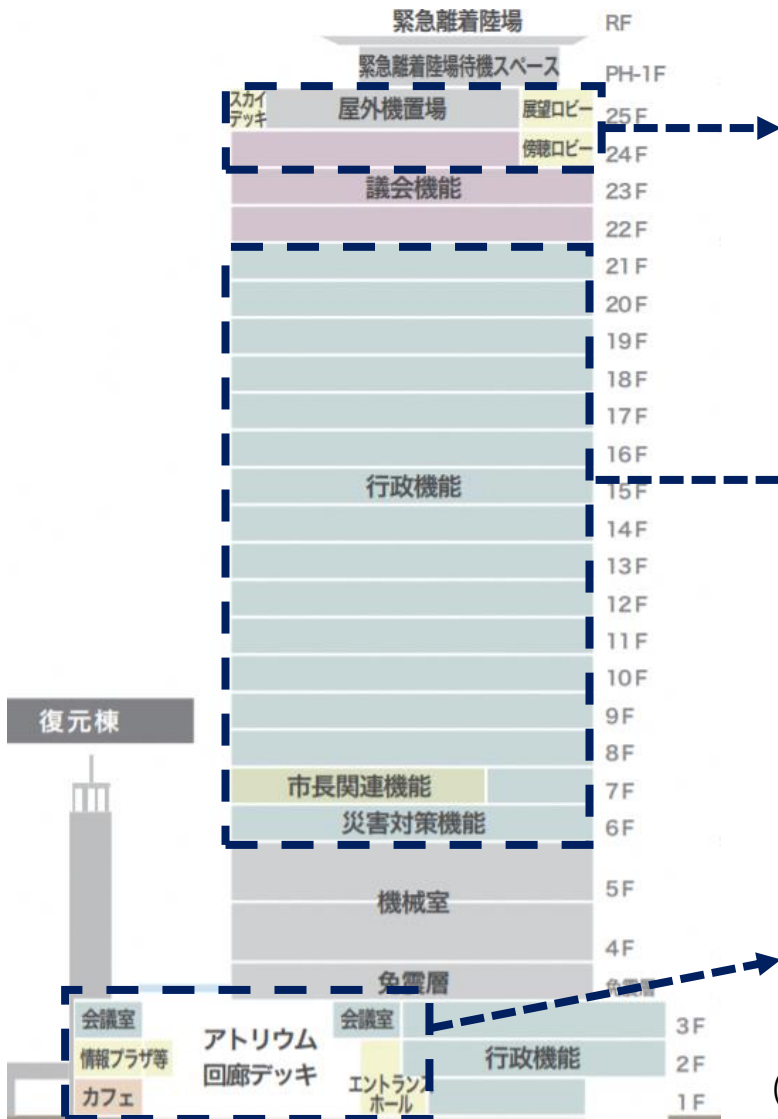 緊急離着陸場 RF
緊急離着陸場待機スペース PH-1F
スカイ
デッキ
屋外機置場 展望ロビー 25F
傍聴ロビー 24F
議会機能 23F
22F
21F
20F
19F
18F
17F
16F
行政機能 15F
14F
13F
12F
11F
10F
9F
復元棟
8F
市長関連機能 7F
災害対策機能 6F
5F
機械室
4F
免震層 免震層
会議室 会議室 3F
アトリウム
情報プラザ等 行政機能 2F
回廊デッキ
カフェ
エントランス
ホール
1F
(